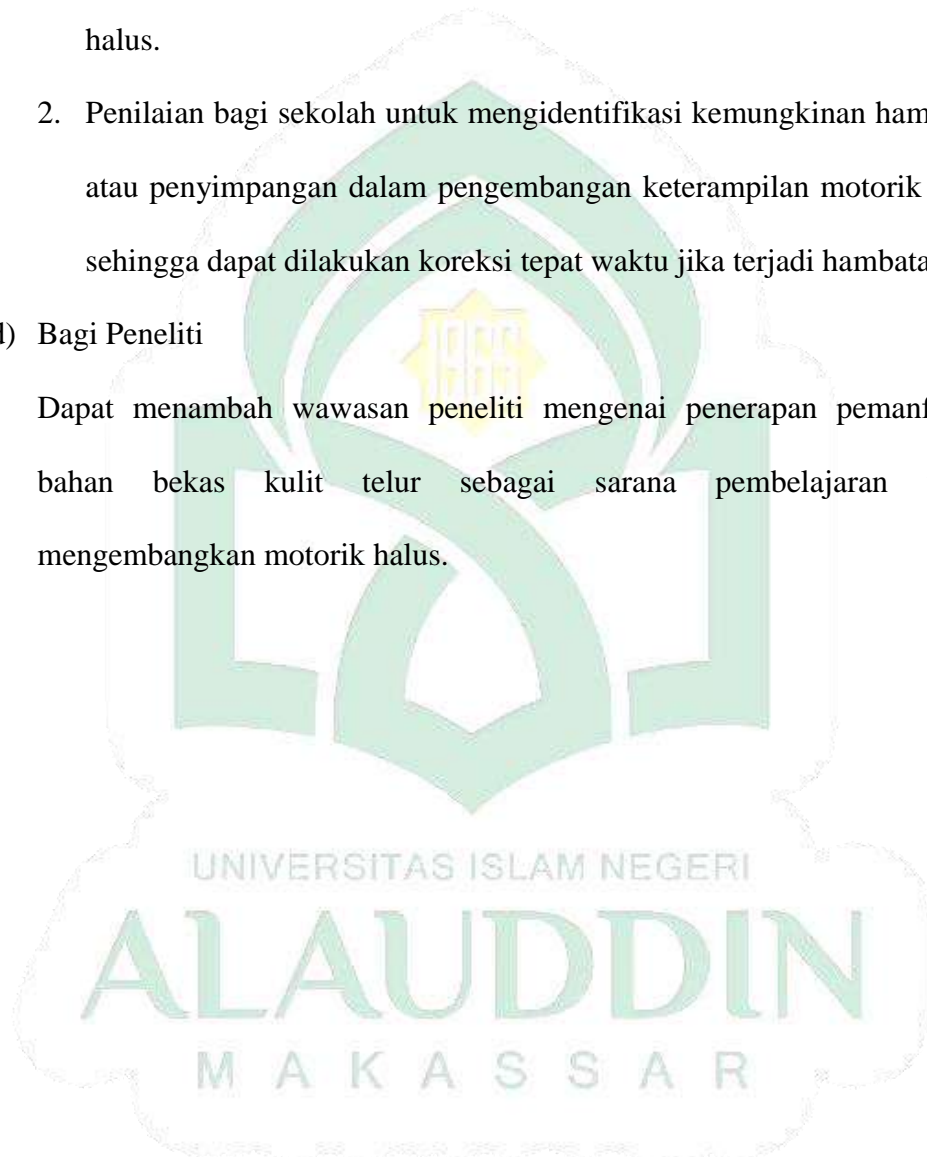 halus.
2. Penilaian bagi sekolah untuk mengidentifikasi kemungkinan ham
atau penyimpangan dalam pengembangan keterampilan motorik
sehingga dapat dilakukan koreksi tepat waktu jika terjadi hambata
d) Bagi Peneliti
Dapat menambah wawasan peneliti mengenai penerapan pemanf
bahan bekas kulit telur sebagai sarana pembelajaran
mengembangkan motorik halus.
1965
UNIVERSITAS ISLAM NEGERI
ALAUDDIN
MAKASSAR